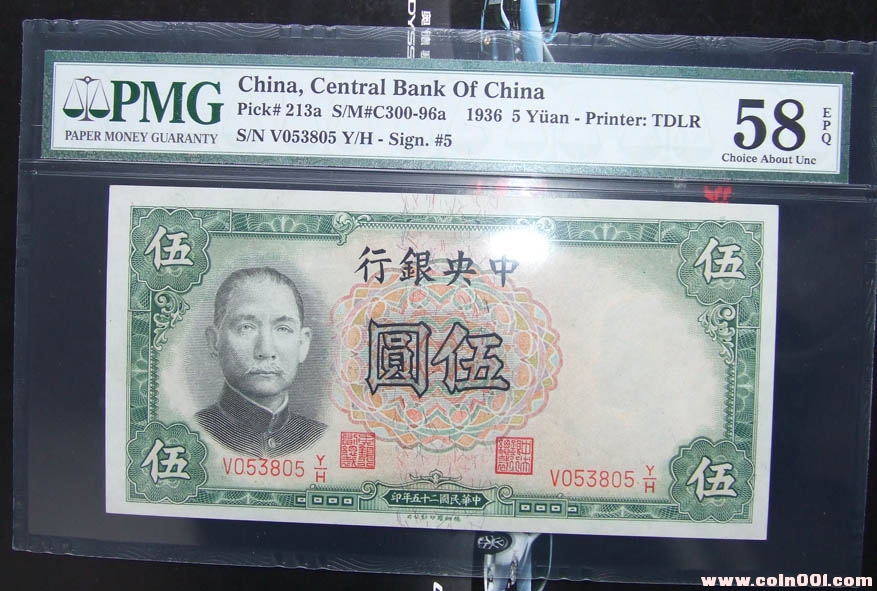 China, Central Bank Of China
PMG
Pick# 213a S/M#C300-96a 1936 5 Yüan - Printer: TDLR
PAPER MONEY GUARANTY
S/N V053805 Y/H - Sign. #5
58
EPQ
Choice About Unc
伍
伍
行銀央中
圓伍
V053805 Y/H
V053805 Y/H
伍
伍
印年五十二國民華中
www.coin001.com